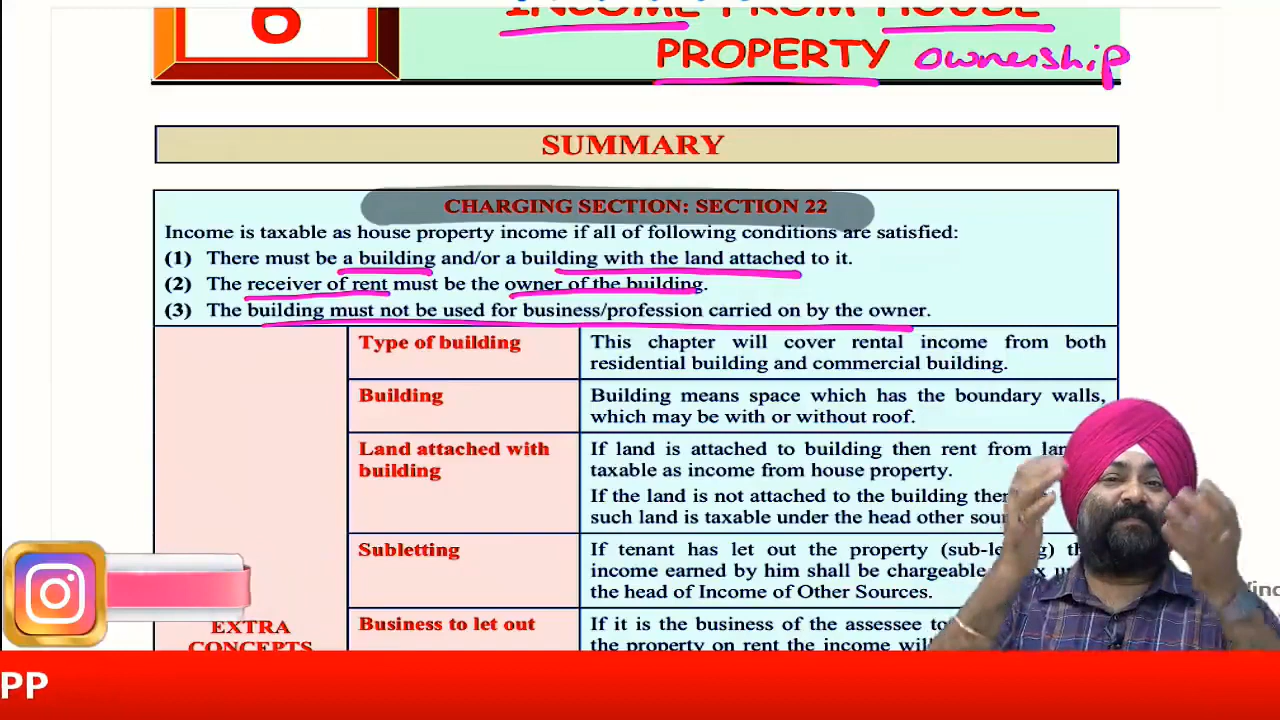 6
INCOME FROM HOUSE
PROPERTY ownership
SUMMARY
CHARGING SECTION: SECTION 22
Income is taxable as house property income if all of following conditions are satisfied:
(1) There must be a building and/or a building with the land attached to it.
(2) The receiver of rent must be the owner of the building.
(3) The building must not be used for business/profession carried on by the owner.
EXTRA
CONCEPTS
Type of building
This chapter will cover rental income from both
residential building and commercial building.
Building
Building means space which has the boundary walls,
which may be with or without roof.
Land attached with
building
If land is attached to building then rent from
taxable as income from house property.
If the land is not attached to the building
such land is taxable under the head other
Subletting
If tenant has let out the property
income earned by him shall be chargeable
the head of Income of Other Sources.
Business to let out
If it is the business of the assessee to
the property on rent the income
PP